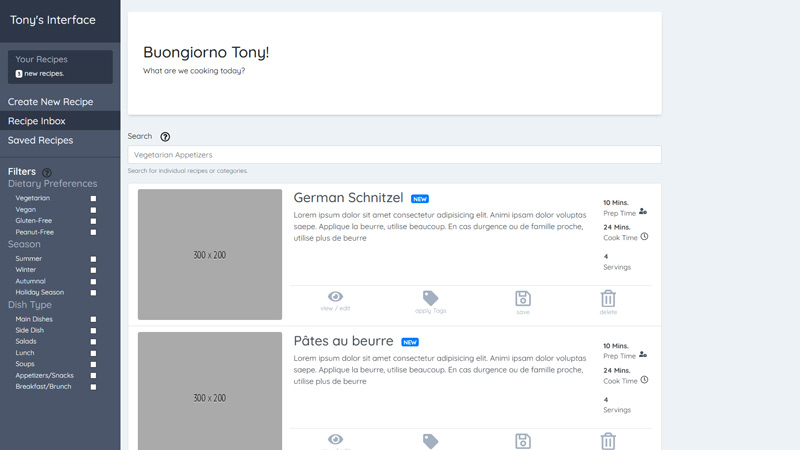 Tony's Interface
Your Recipes
3 new recipes.
Create New Recipe
Recipe Inbox
Saved Recipes
Filters
Dietary Preferences
Vegetarian
Vegan
Gluten-Free
Peanut-Free
Season
Summer
Winter
Autumnal
Holiday Season
Dish Type
Main Dishes
Side Dish
Salads
Lunch
Soups
Appetizers/Snacks
Breakfast/Brunch
Buongiorno Tony!
What are we cooking today?
Search
Vegetarian Appetizers
Search for individual recipes or categories.
300 x 200
German Schnitzel NEW
Lorem ipsum dolor sit amet consectetur adipisicing elit. Animi ipsam dolor voluptas
saepe. Applique la beurre, utilise beaucoup. En cas durgence ou de famille proche,
utilise plus de beurre
10 Mins.
Prep Time
24 Mins.
Cook Time
4
Servings
view / edit
apply Tags
save
delete
300 x 200
Pâtes au beurre NEW
Lorem ipsum dolor sit amet consectetur adipisicing elit. Animi ipsam dolor voluptas
saepe. Applique la beurre, utilise beaucoup. En cas durgence ou de famille proche,
utilise plus de beurre
10 Mins.
Prep Time
24 Mins.
Cook Time
4
Servings